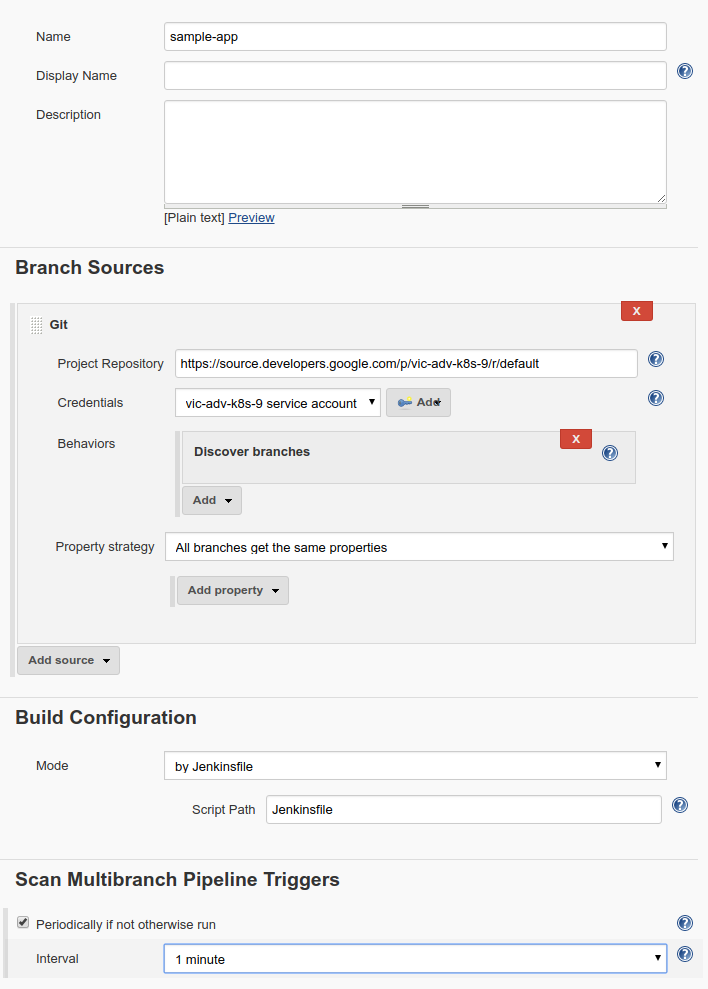 Name sample-app
Display Name
Description
[Plain text] Preview
Branch Sources
X
Git
Project Repository https://source.developers.google.com/p/vic-adv-k8s-9/r/default
Credentials vic-adv-k8s-9 service account Add
Behaviors
X
Discover branches
Add
Property strategy All branches get the same properties
Add property
Add source
Build Configuration
Mode by Jenkinsfile
Script Path Jenkinsfile
Scan Multibranch Pipeline Triggers
Periodically if not otherwise run
Interval 1 minute